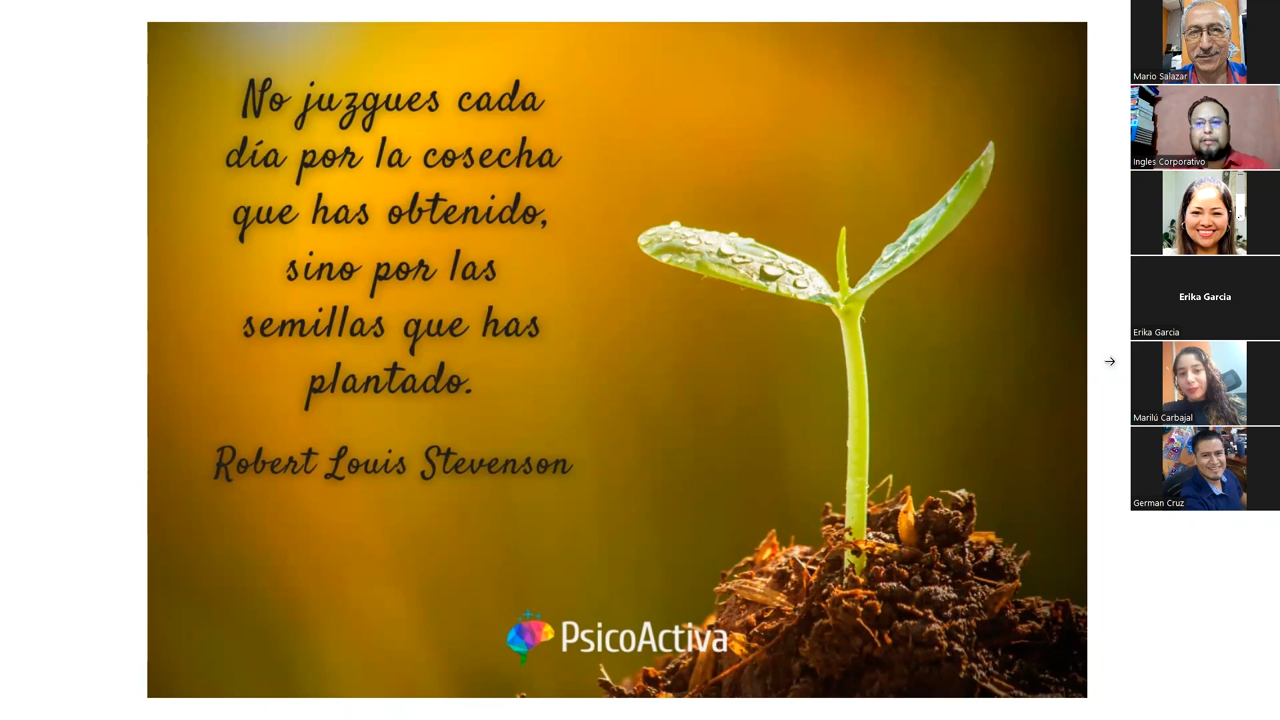 No juzgues cada
día por la cosecha
que has obtenido,
sino por las
semillas que has
plantado.
Robert Louis Stevenson
PsicoActiva
Mario Salazar
Ingles Corporativo
Erika Garcia
Erika Garcia
Marilú Carbajal
German Cruz